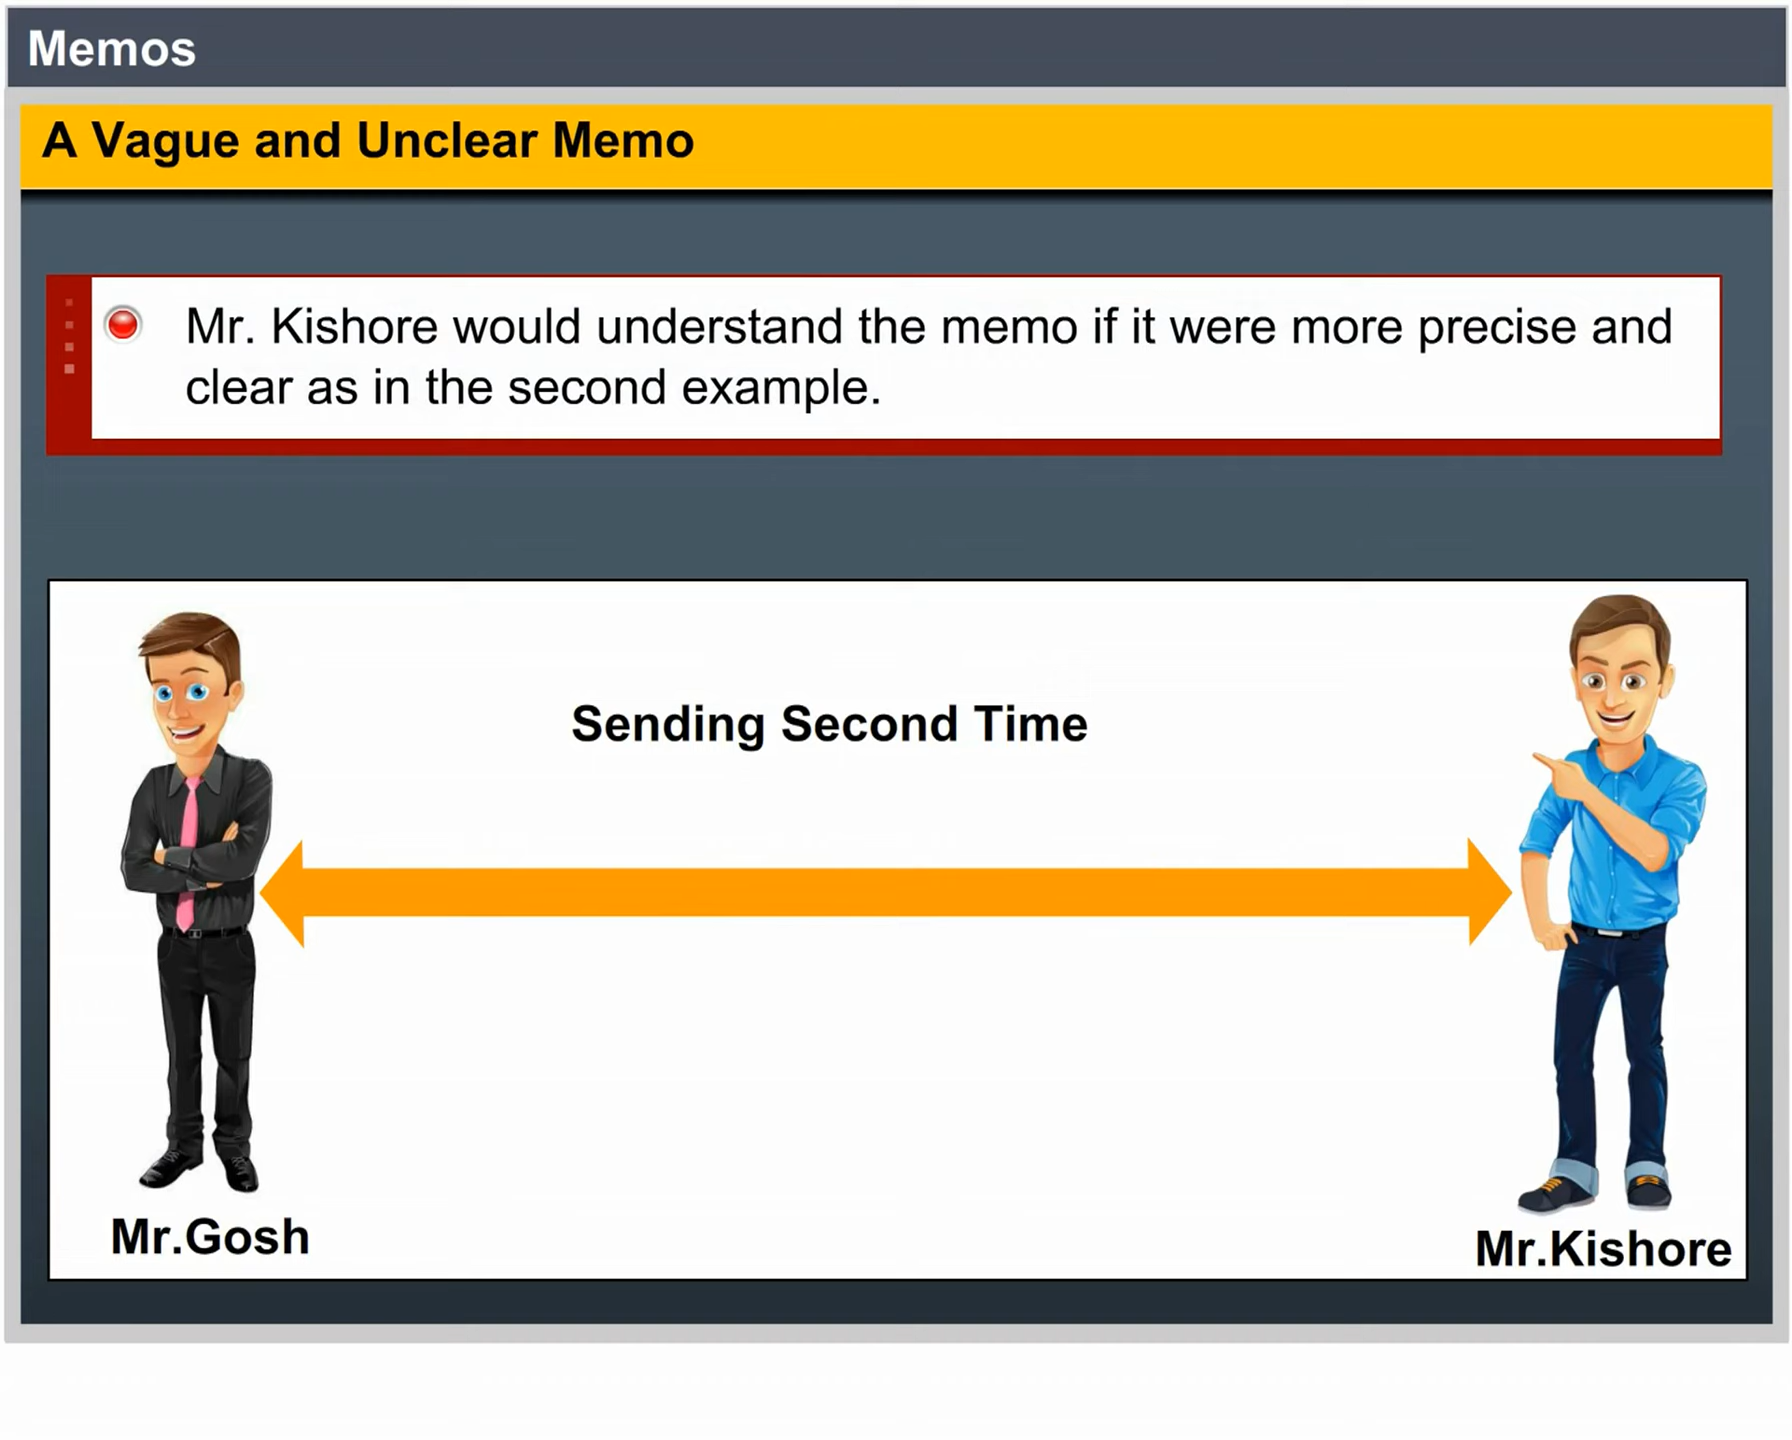 Memos
A Vague and Unclear Memo
Mr. Kishore would understand the memo if it were more precise and
clear as in the second example.
Sending Second Time
Mr.Gosh
Mr.Kishore